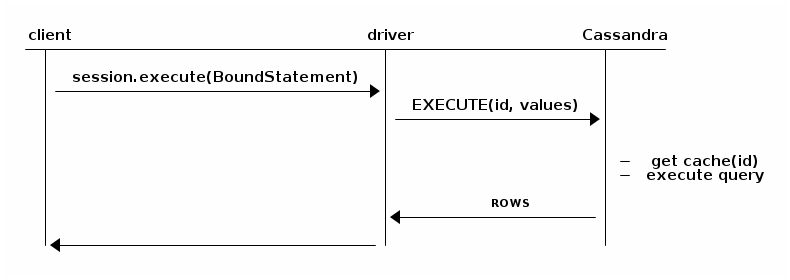 client driver Cassandra
session.execute(BoundStatement)
EXECUTE(id, values)
– get cache(id)
– execute query
ROWS